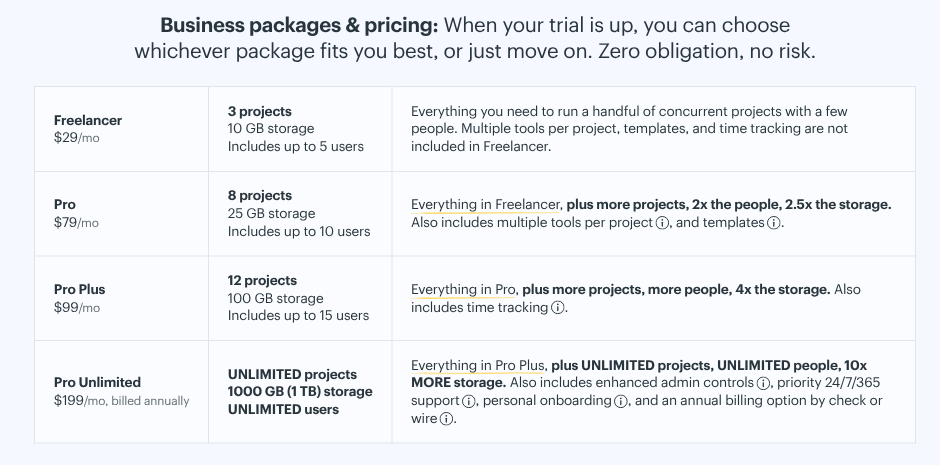 Business packages & pricing: When your trial is up, you can choose
whichever package fits you best, or just move on. Zero obligation, no risk.
Freelancer
$29/mo
3 projects
10 GB storage
Includes up to 5 users
Everything you need to run a handful of concurrent projects with a few
people. Multiple tools per project, templates, and time tracking are not
included in Freelancer.
Pro
$79/mo
8 projects
25 GB storage
Includes up to 10 users
Everything in Freelancer, plus more projects, 2x the people, 2.5x the storage.
Also includes multiple tools per project ⓘ, and templates ⓘ.
Pro Plus
$99/mo
12 projects
100 GB storage
Includes up to 15 users
Everything in Pro, plus more projects, more people, 4x the storage. Also
includes time tracking ⓘ.
Pro Unlimited
$199/mo, billed annually
UNLIMITED projects
1000 GB (1 TB) storage
UNLIMITED users
Everything in Pro Plus, plus UNLIMITED projects, UNLIMITED people, 10x
MORE storage. Also includes enhanced admin controls ⓘ, priority 24/7/365
support ⓘ, personal onboarding ⓘ, and an annual billing option by check or
wire ⓘ.